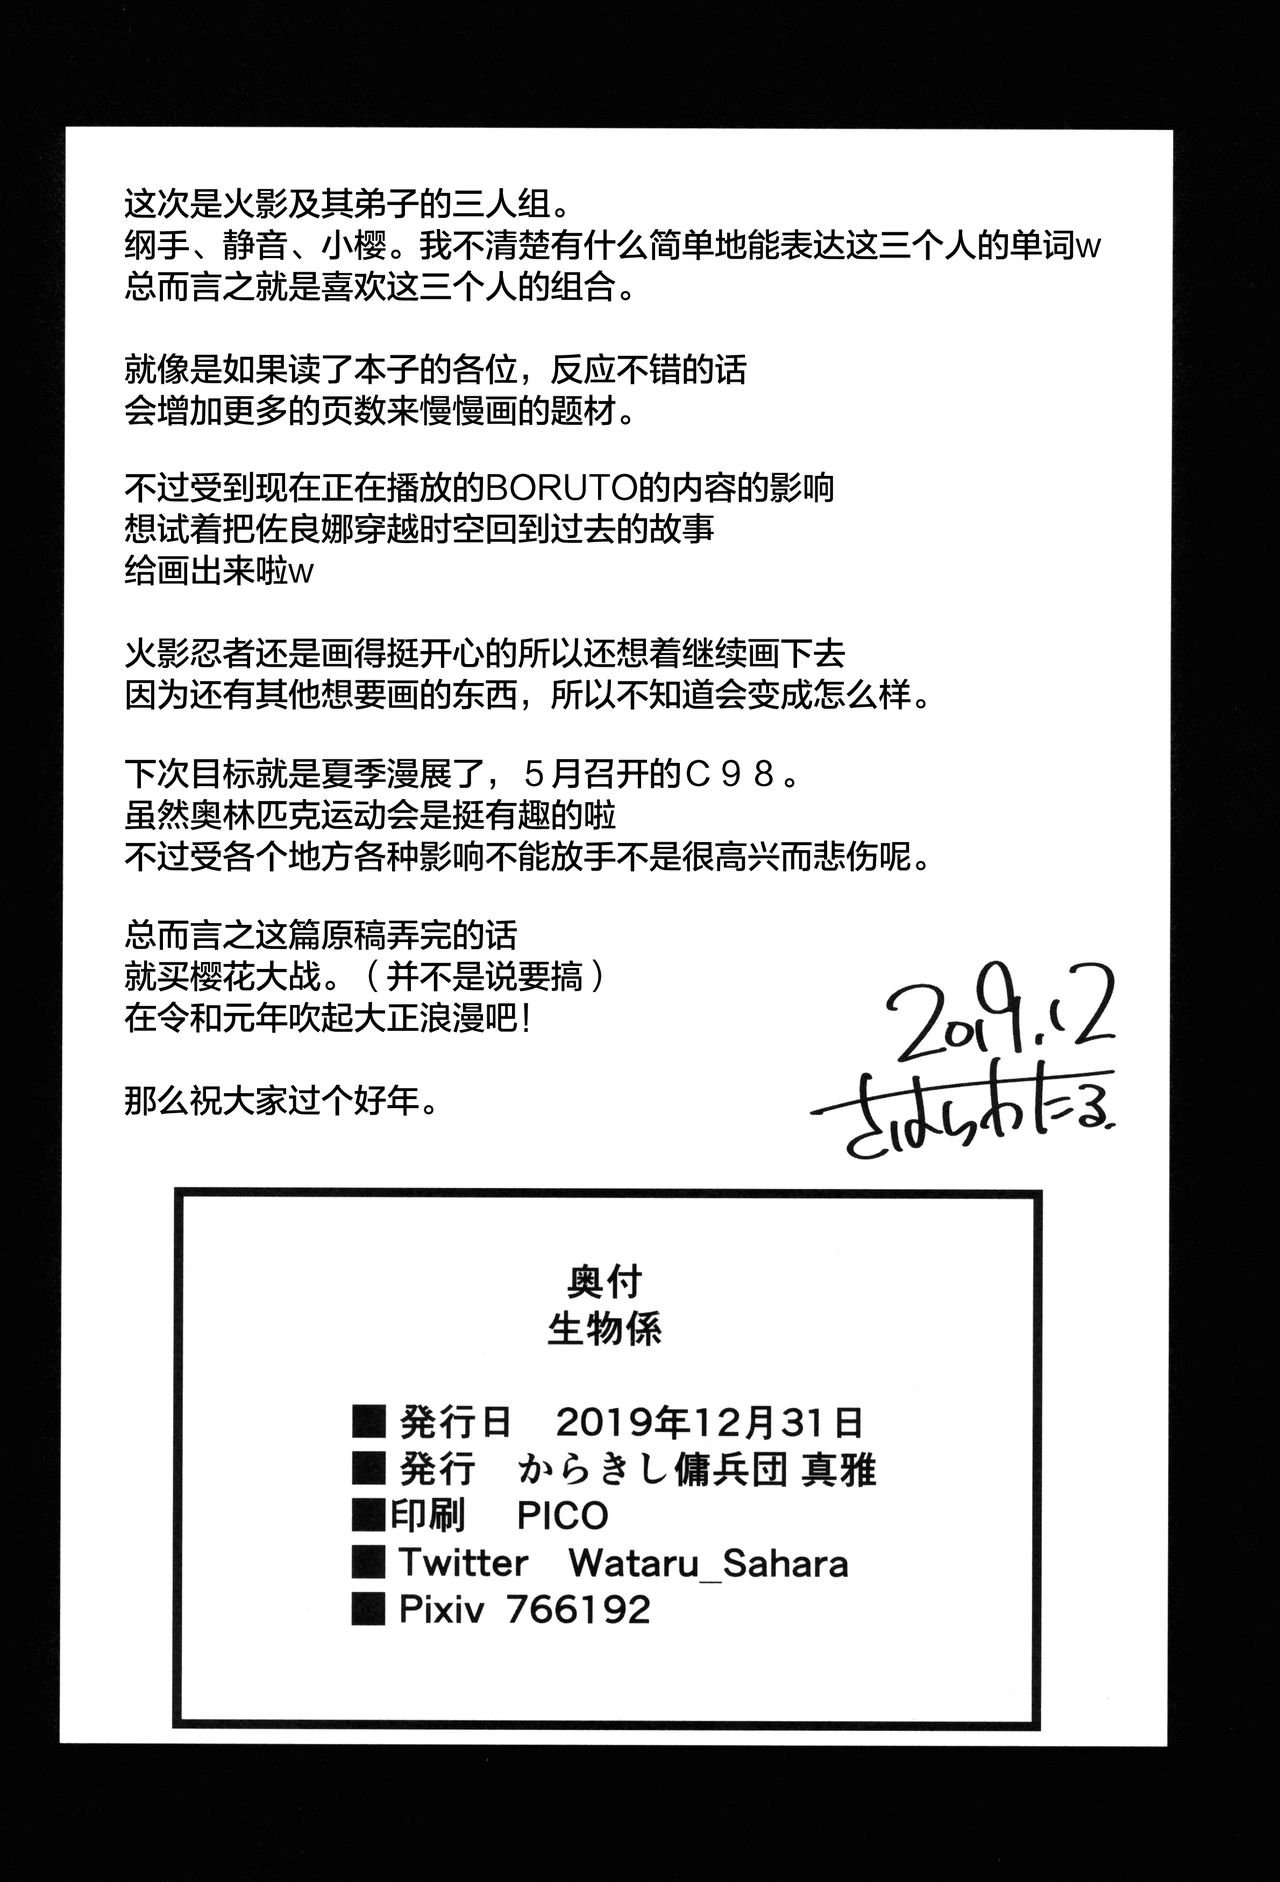 这次是火影及其弟子的三人组。
纲手、静音、小樱。我不清楚有什么简单地能表达这三个人的单词w
总而言之就是喜欢这三个人的组合。
就像是如果读了本子的各位，反应不错的话
会增加更多的页数来慢慢画的题材。
不过受到现在正在播放的BORUTO的内容的影响
想试着把佐良娜穿越时空回到过去的故事
给画出来啦w
火影忍者还是画得挺开心的所以还想着继续画下去
因为还有其他想要画的东西，所以不知道会变成怎么样。
下次目标就是夏季漫展了，５月召开的Ｃ９８。
虽然奥林匹克运动会是挺有趣的啦
不过受各个地方各种影响不能放手不是很高兴而悲伤呢。
总而言之这篇原稿弄完的话
就买樱花大战。（并不是说要搞）
在令和元年吹起大正浪漫吧！
那么祝大家过个好年。
2019.12
さはらわたる.
奥付
生物係
■発行日　2019年12月31日
■発行　からきし傭兵団 真雅
■印刷　PICO
■Twitter　Wataru_Sahara
■Pixiv 766192